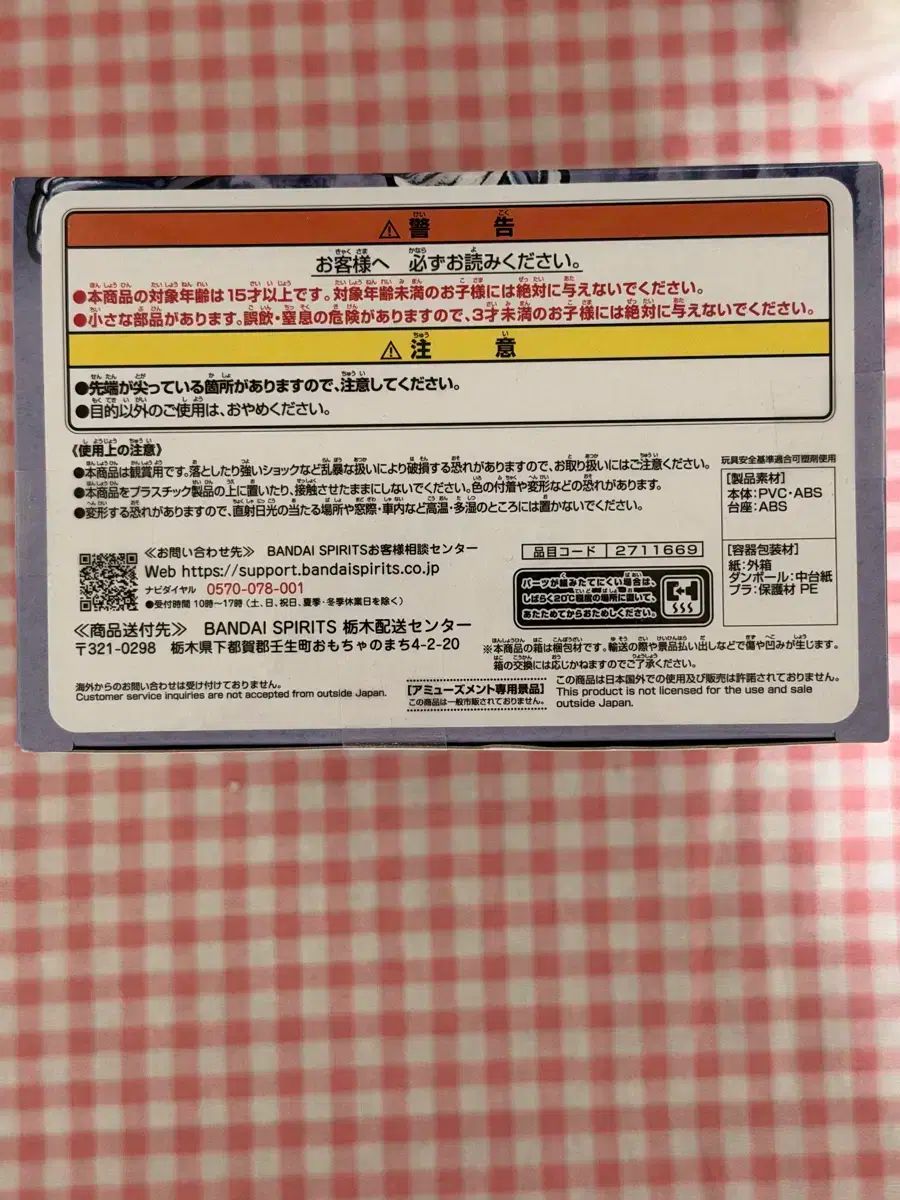 ⚠警告
お客様へ 必ずお読みください。
●本商品の対象年齢は15才以上です。対象年齢未満のお子様には絶対に与えないでください。
●小さな部品があります。誤飲・窒息の危険がありますので、3才未満のお子様には絶対に与えないでください。
⚠注意
●先端が尖っている箇所がありますので、注意してください。
●目的以外のご使用は、おやめください。
《使用上の注意》
●本商品は観賞用です。落としたり強いショックなど乱暴な扱いにより破損する恐れがありますので、お取り扱いにはご注意ください。
●本商品をプラスチック製品の上に置いたり、接触させたままにしないでください。色の付着や変形などの恐れがあります。
●変形する恐れがありますので、直射日光の当たる場所や窓際・車内など高温・多湿のところには置かないでください。
玩具安全基準適合可塑剤使用
[製品素材]
本体:PVC・ABS
台座:ABS
[容器包装材]
紙:外箱
ダンボール:中台紙
プラ:保護材 PE
≪お問い合わせ先≫ BANDAI SPIRITSお客様相談センター
Web https://support.bandaispirits.co.jp
ナビダイヤル 0570-078-001
●受付時間 10時〜17時(土、日、祝日、夏季・冬季休業日を除く)
品目コード 2711669
パーツが組みたてにくい場合は、
しばらく20℃程度の場所に置いて、
あたためてからおためしください。
≪商品送付先≫ BANDAI SPIRITS 栃木配送センター
〒321-0298 栃木県下都賀郡壬生町おもちゃのまち4-2-20
※本商品の箱は梱包材です。輸送の際や景品払い出しなどで傷や凹みが生じます。
箱の交換には応じかねますのでご了承ください。
海外からのお問い合わせは受け付けておりません。
Customer service inquiries are not accepted from outside Japan.
[アミューズメント専用景品]
この商品は一般市販されておりません。
この商品は日本国外での使用及び販売は許諾されておりません。
This product is not licensed for the use and sale
outside Japan.